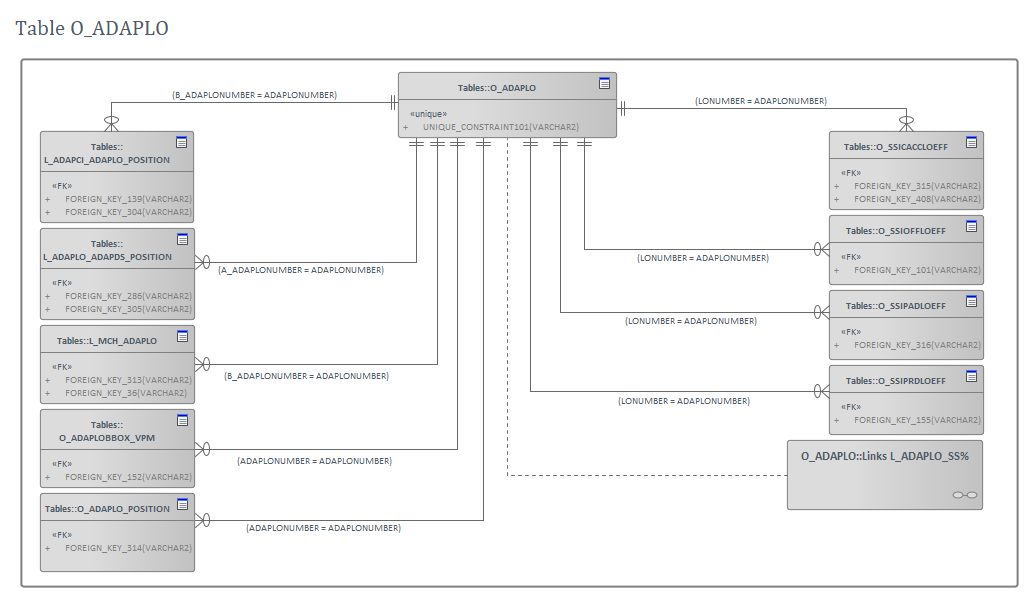 Table O_ADAPLO
(B_ADAPLONUMBER = ADAPLONUMBER)
Tables::O_ADAPLO
«unique»
+ UNIQUE_CONSTRAINT101(VARCHAR2)
(LONUMBER = ADAPLONUMBER)
Tables::
L_ADAPCI_ADAPLO_POSITION
«FK»
+ FOREIGN_KEY_139(VARCHAR2)
+ FOREIGN_KEY_304(VARCHAR2)
Tables::
L_ADAPLO_ADAPDS_POSITION
«FK»
+ FOREIGN_KEY_286(VARCHAR2)
+ FOREIGN_KEY_305(VARCHAR2)
(A_ADAPLONUMBER = ADAPLONUMBER)
Tables::L_MCH_ADAPLO
«FK»
+ FOREIGN_KEY_313(VARCHAR2)
+ FOREIGN_KEY_36(VARCHAR2)
(B_ADAPLONUMBER = ADAPLONUMBER)
Tables::
O_ADAPLOBBOX_VPM
«FK»
+ FOREIGN_KEY_152(VARCHAR2)
(ADAPLONUMBER = ADAPLONUMBER)
Tables::O_ADAPLO_POSITION
«FK»
+ FOREIGN_KEY_314(VARCHAR2)
(ADAPLONUMBER = ADAPLONUMBER)
Tables::O_SSICACCLOEFF
«FK»
+ FOREIGN_KEY_315(VARCHAR2)
+ FOREIGN_KEY_408(VARCHAR2)
Tables::O_SSIOFFLOEFF
«FK»
+ FOREIGN_KEY_101(VARCHAR2)
(LONUMBER = ADAPLONUMBER)
Tables::O_SSIPADLOEFF
«FK»
+ FOREIGN_KEY_316(VARCHAR2)
(LONUMBER = ADAPLONUMBER)
Tables::O_SSIPRDLOEFF
«FK»
+ FOREIGN_KEY_155(VARCHAR2)
(LONUMBER = ADAPLONUMBER)
O_ADAPLO::Links L_ADAPLO_SS%